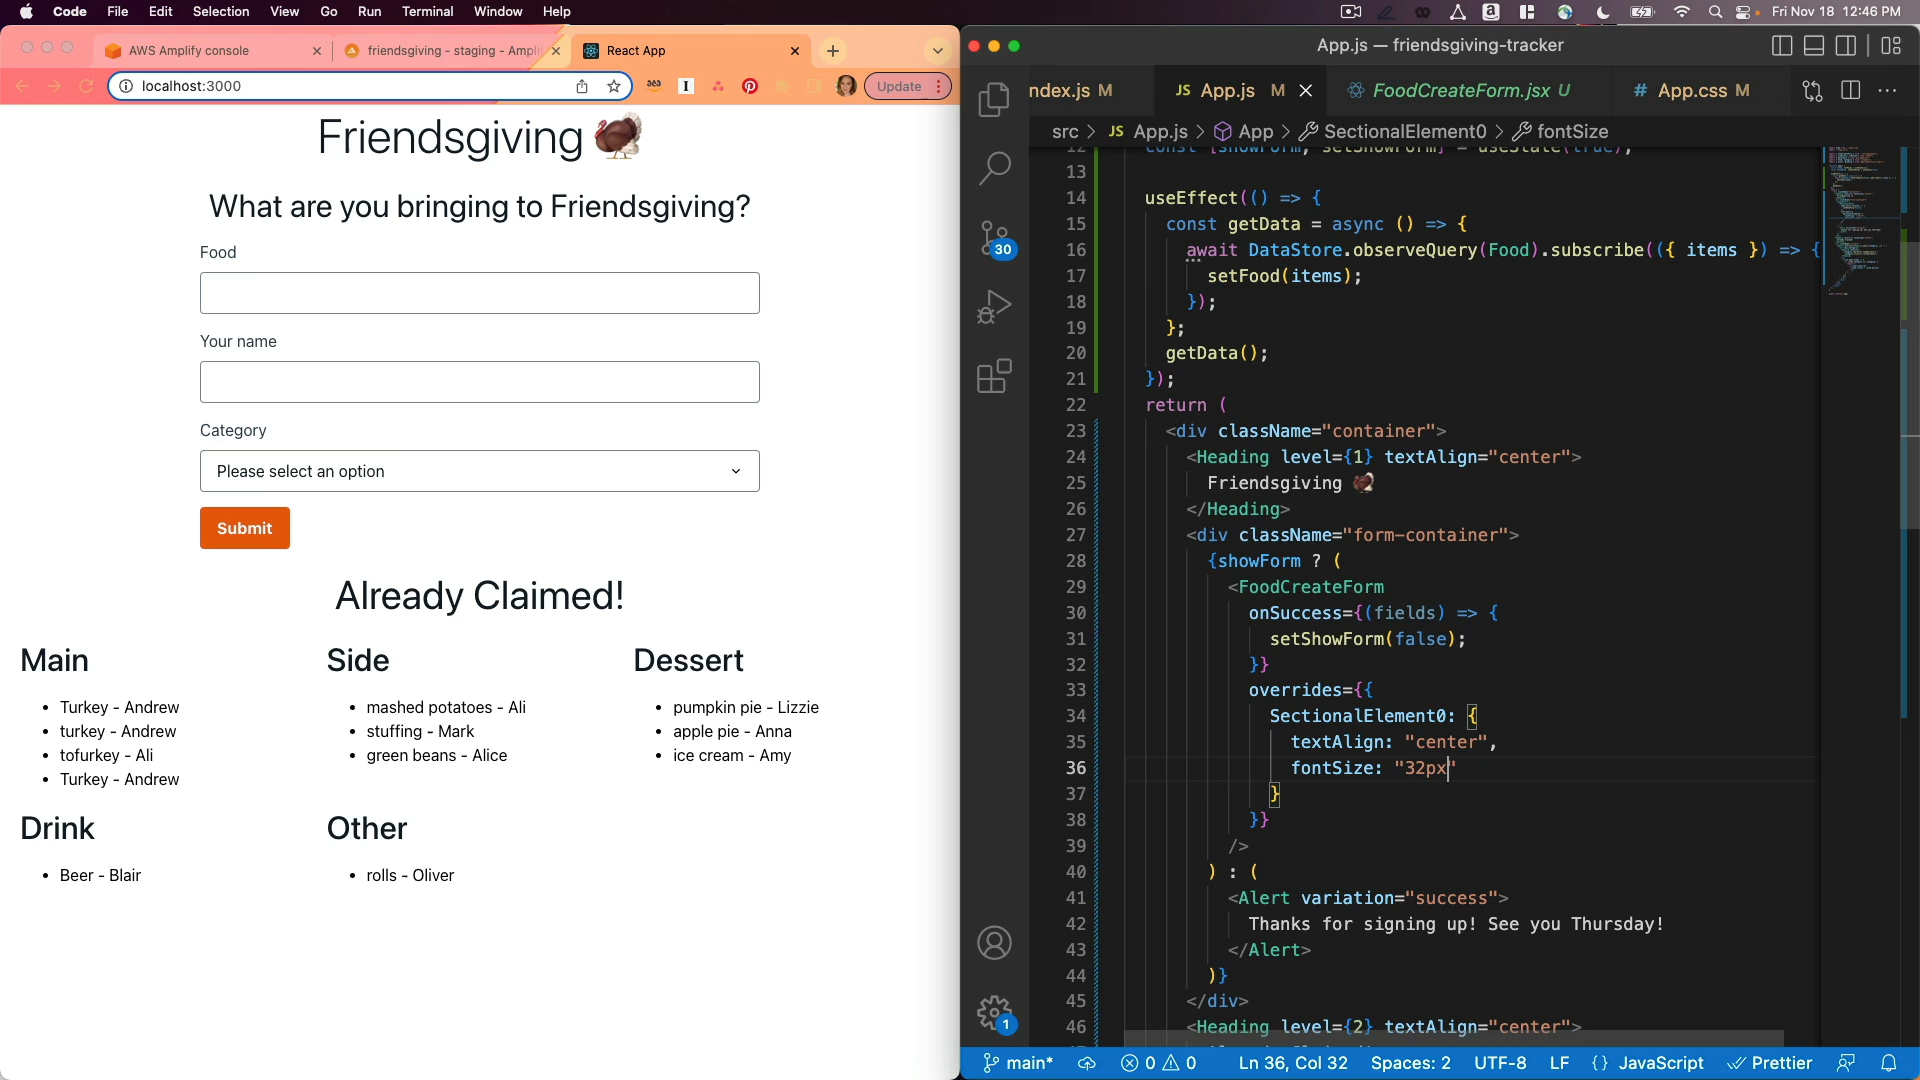 Code File Edit Selection View Go Run Terminal Window Help
Fri Nov 18 12:46 PM
AWS Amplify console
friendsgiving - staging - Ampli
React App
localhost:3000
Update
Friendsgiving 🦃
What are you bringing to Friendsgiving?
Food
Your name
Category
Please select an option
Submit
Already Claimed!
Main
• Turkey - Andrew
• turkey - Andrew
• tofurkey - Ali
• Turkey - Andrew
Side
• mashed potatoes - Ali
• stuffing - Mark
• green beans - Alice
Dessert
• pumpkin pie - Lizzie
• apple pie - Anna
• ice cream - Amy
Drink
• Beer - Blair
Other
• rolls - Oliver
App.js — friendsgiving-tracker
ndex.js M
JS App.js M
FoodCreateForm.jsx U
# App.css M
src > JS App.js > App > SectionalElement0 > fontSize
30
1
12 const [showForm, setShowForm] = useState(true);
13
14 useEffect(() => {
15 const getData = async () => {
16 await DataStore.observeQuery(Food).subscribe(({ items }) => {
17 setFood(items);
18 });
19 };
20 getData();
21 });
22 return (
23 <div className="container">
24 <Heading level={1} textAlign="center">
25 Friendsgiving 🦃
26 </Heading>
27 <div className="form-container">
28 {showForm ? (
29 <FoodCreateForm
30 onSuccess={(fields) => {
31 setShowForm(false);
32 }}
33 overrides={{
34 SectionalElement0: {
35 textAlign: "center",
36 fontSize: "32px"
37 }
38 }}
39 />
40 ) : (
41 <Alert variation="success">
42 Thanks for signing up! See you Thursday!
43 </Alert>
44 )}
45 </div>
46 <Heading level={2} textAlign="center">
main* 0 0 Ln 36, Col 32 Spaces: 2 UTF-8 LF {} JavaScript Prettier